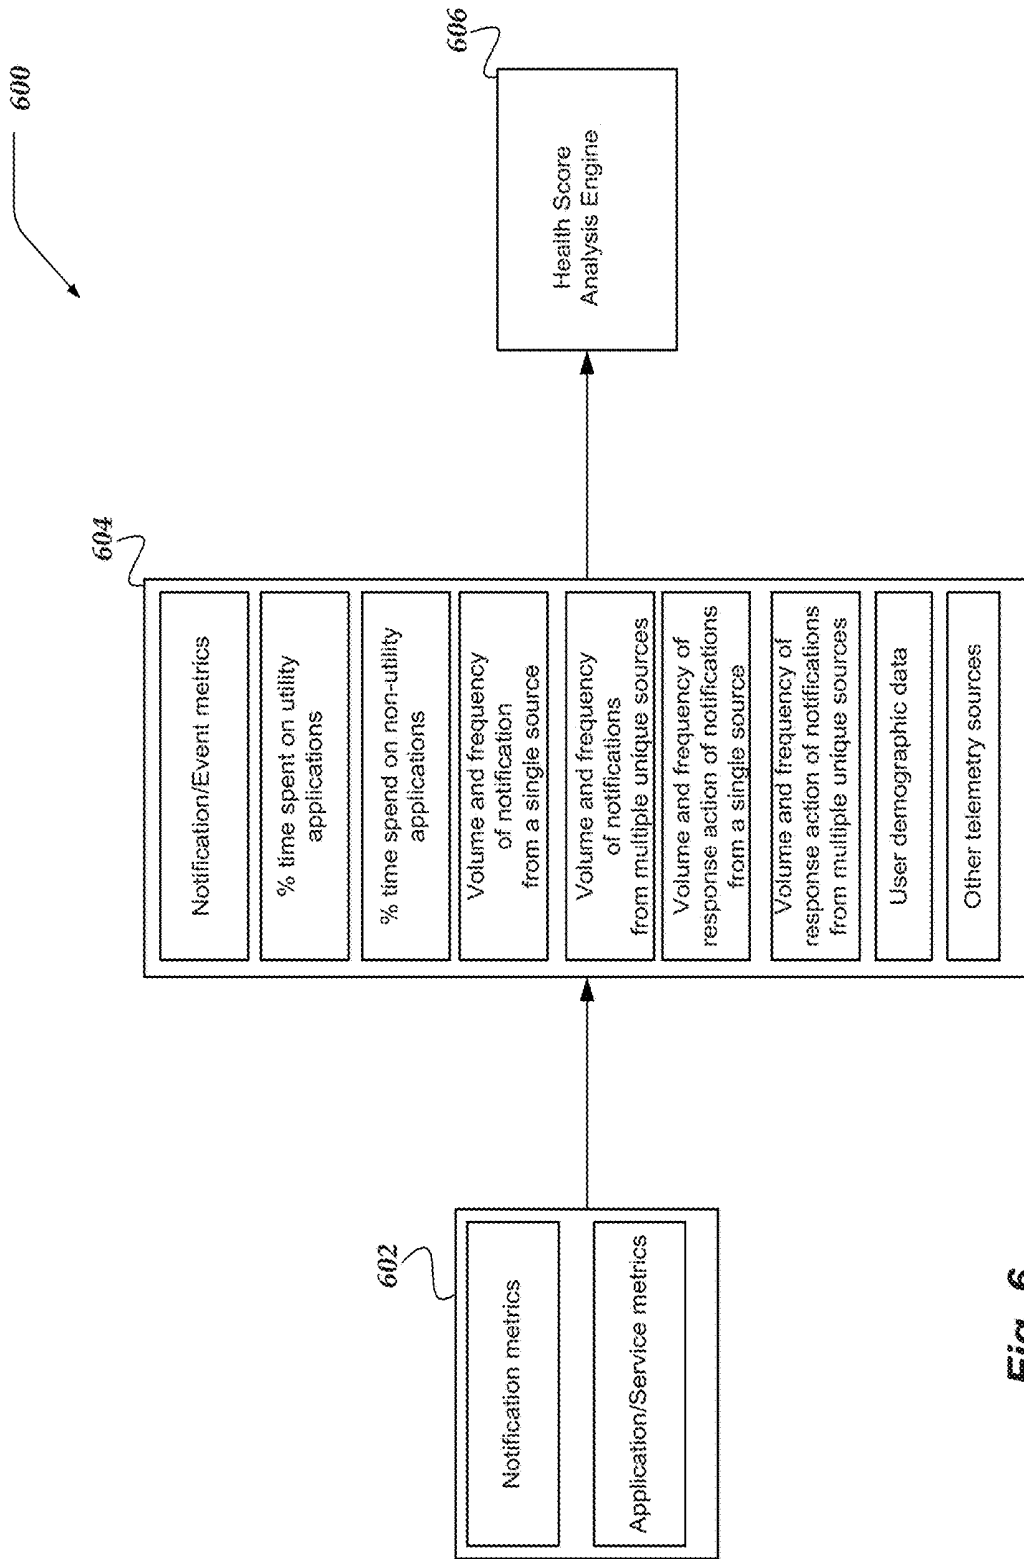 600
602
Notification metrics
Application/Service metrics
604
Notification/Event metrics
% time spent on utility
applications
% time spend on non-utility
applications
Volume and frequency
of notification
from a single source
Volume and frequency
of notifications
from multiple unique sources
Volume and frequency of
response action of notifications
from a single source
Volume and frequency of
response action of notifications
from multiple unique sources
User demographic data
Other telemetry sources
606
Health Score
Analysis Engine
Fig. 6